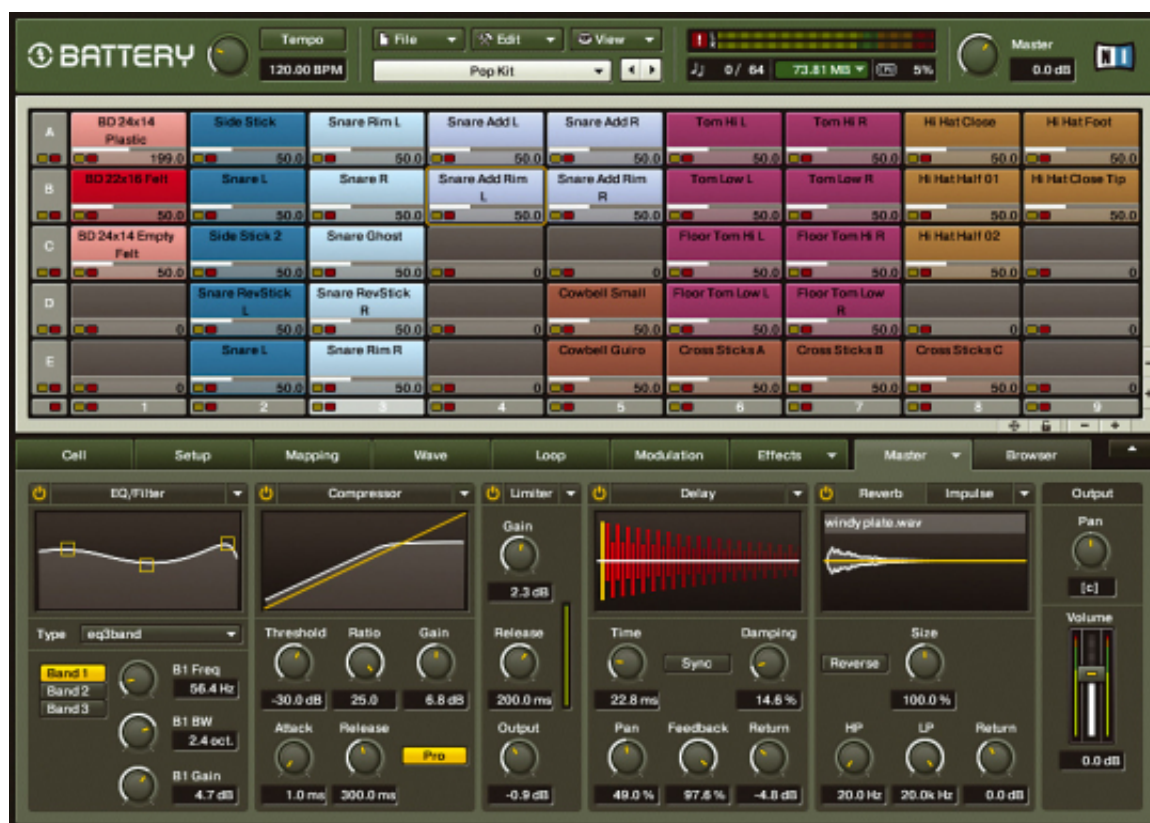 BATTERY Tempo File Edit View Master
120.00 BPM Pop Kit 0/ 64 73.81 MB 5% 0.0 dB
A BD 24x14 Plastic Side Stick Snare Rim L Snare Add L Snare Add R Tom Hi L Tom Hi R Hi Hat Close Hi Hat Foot
199.0 50.0 50.0 50.0 50.0 50.0 50.0 50.0 50.0
B BD 22x16 Felt Snare L Snare R Snare Add Rim L Snare Add Rim R Tom Low L Tom Low R Hi Hat Half 01 Hi Hat Close Tip
50.0 50.0 50.0 50.0 50.0 50.0 50.0 50.0 50.0
C BD 24x14 Empty Felt Side Stick 2 Snare Ghost Floor Tom Hi L Floor Tom Hi R Hi Hat Half 02
50.0 50.0 50.0 0 0 50.0 50.0 50.0 0
D Snare RevStick L Snare RevStick R Cowbell Small Floor Tom Low L Floor Tom Low R
0 50.0 50.0 0 50.0 50.0 50.0 0 0
E Snare L Snare Rim R Cowbell Guiro Cross Sticks A Cross Sticks B Cross Sticks C
0 50.0 50.0 0 50.0 50.0 50.0 50.0 0
1 2 3 4 5 6 7 8 9
Cell Setup Mapping Wave Loop Modulation Effects Master Browser
EQ/Filter Compressor Limiter Delay Reverb Impulse Output
Gain windyplate.wav Pan
2.3 dB [c]
Type eq3band Threshold Ratio Gain Release Time Damping Size Volume
Sync Reverse
Band 1 B1 Freq
Band 2 56.4 Hz -30.0 dB 25.0 6.8 dB 200.0 ms 22.8 ms 14.6 % 100.0 %
Band 3
B1 BW Attack Release Output Pan Feedback Return HP LP Return
2.4 oct. Pro
B1 Gain
4.7 dB 1.0 ms 300.0 ms -0.9 dB 49.0 % 97.6 % -4.8 dB 20.0 Hz 20.0k Hz 0.0 dB 0.0 dB